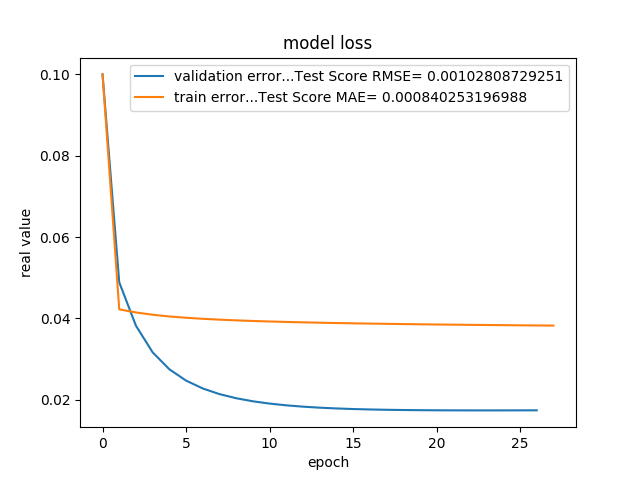 model loss
validation error...Test Score RMSE= 0.00102808729251
train error...Test Score MAE= 0.000840253196988
real value
0.10
0.08
0.06
0.04
0.02
0 5 10 15 20 25
epoch